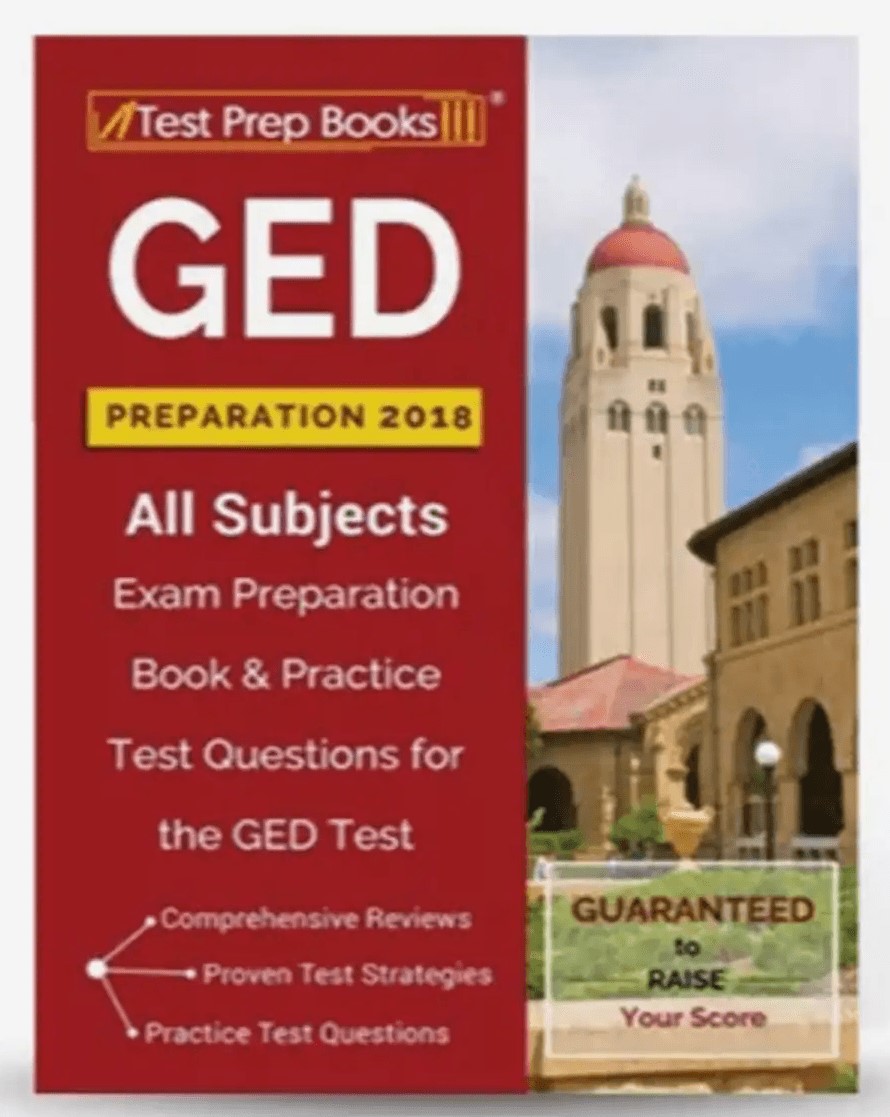 Test Prep Books®
GED
PREPARATION 2018
All Subjects
Exam Preparation
Book & Practice
Test Questions for
the GED Test
Comprehensive Reviews
Proven Test Strategies
Practice Test Questions
GUARANTEED
to
RAISE
Your Score